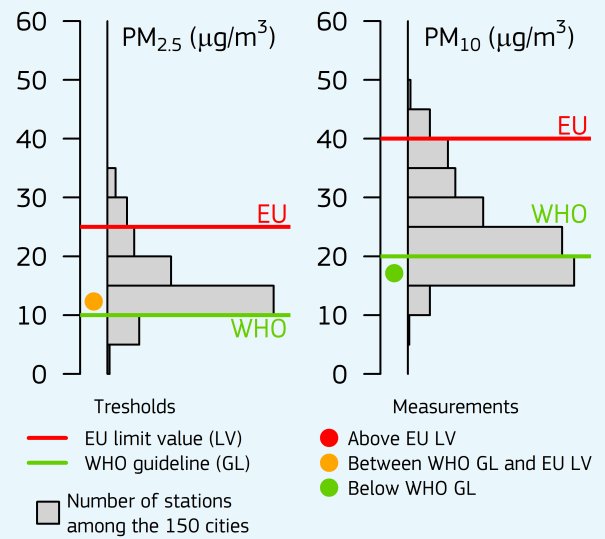 PM2.5 (µg/m³)
60
50
40
30
20
10
0
EU
WHO
PM10 (µg/m³)
60
50
40
30
20
10
0
EU
WHO
Tresholds
EU limit value (LV)
WHO guideline (GL)
Number of stations
among the 150 cities
Measurements
Above EU LV
Between WHO GL and EU LV
Below WHO GL